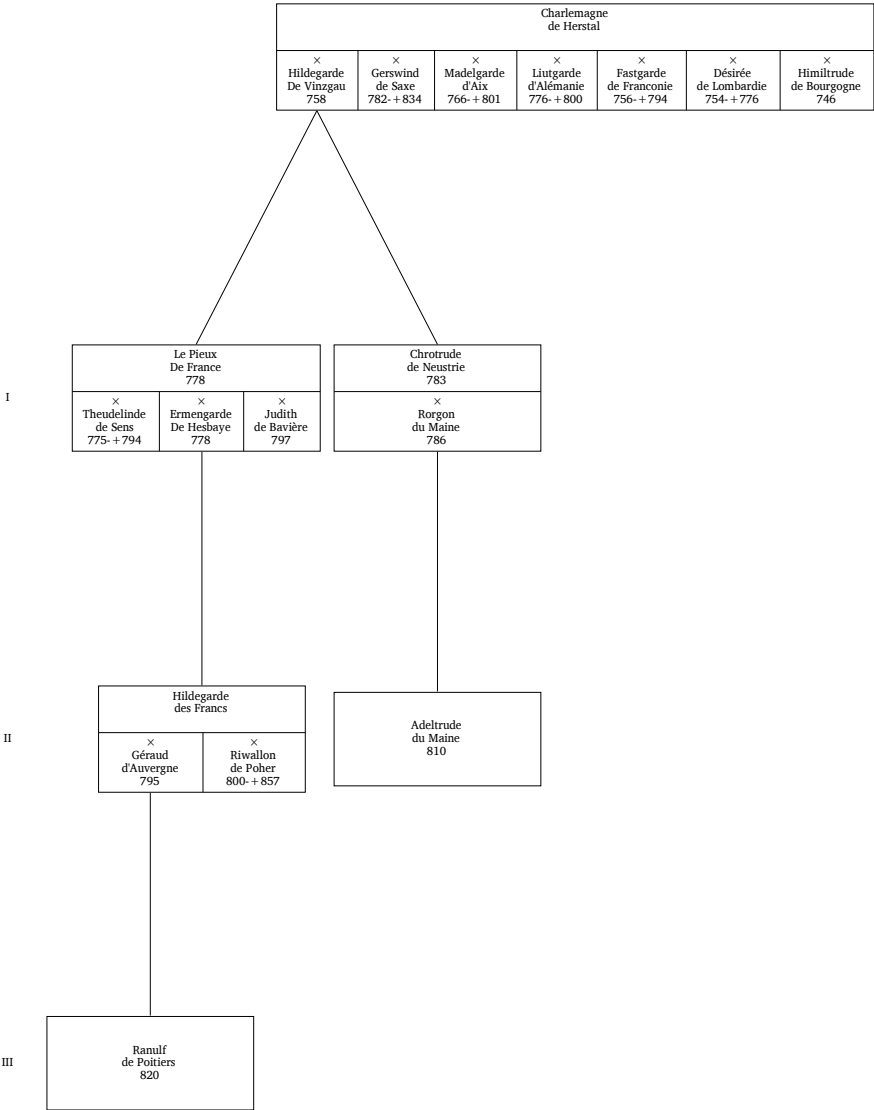 Charlemagne
de Herstal
×
Hildegarde
De Vinzgau
758
×
Gerswind
de Saxe
782-+834
×
Madelgarde
d'Aix
766-+801
×
Liutgarde
d'Alémanie
776-+800
×
Fastgarde
de Franconie
756-+794
×
Désirée
de Lombardie
754-+776
×
Himiltrude
de Bourgogne
746
I
Le Pieux
De France
778
×
Theudelinde
de Sens
775-+794
×
Ermengarde
De Hesbaye
778
×
Judith
de Bavière
797
Chrotrude
de Neustrie
783
×
Rorgon
du Maine
786
II
Hildegarde
des Francs
×
Géraud
d'Auvergne
795
×
Riwallon
de Poher
800-+857
Adeltrude
du Maine
810
III
Ranulf
de Poitiers
820